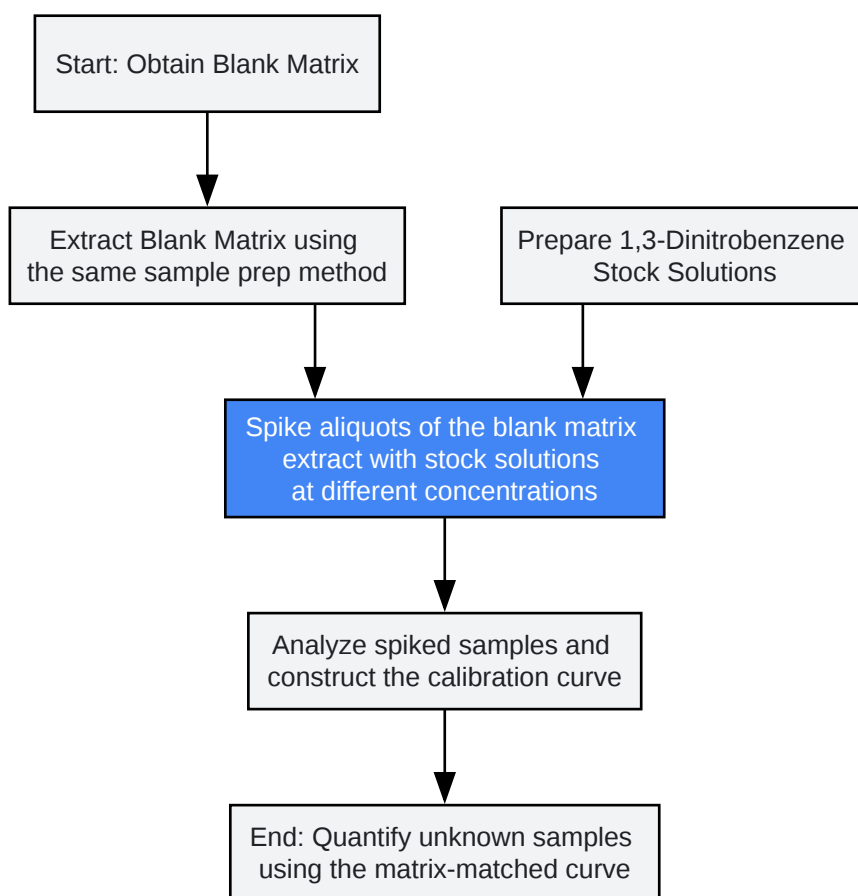 Start: Obtain Blank Matrix
Extract Blank Matrix using
the same sample prep method
Prepare 1,3-Dinitrobenzene
Stock Solutions
Spike aliquots of the blank matrix
extract with stock solutions
at different concentrations
Analyze spiked samples and
construct the calibration curve
End: Quantify unknown samples
using the matrix-matched curve